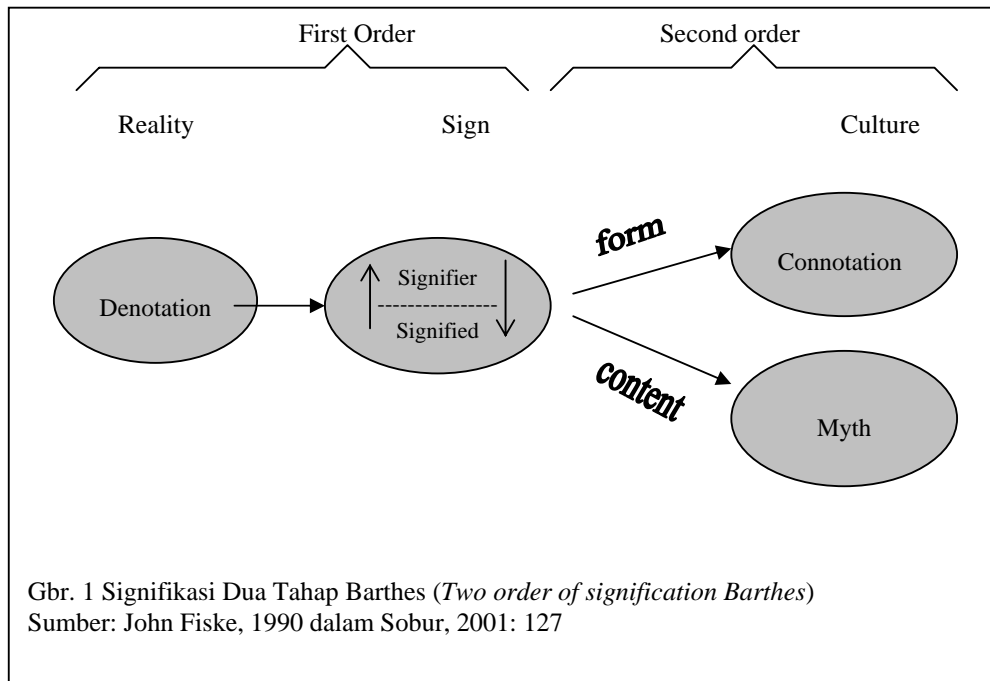 First Order Second order
Reality Sign Culture
form
Signifier
Connotation
Denotation
Signified
content
Myth
Gbr. 1 Signifikasi Dua Tahap Barthes (Two order of signification Barthes)
Sumber: John Fiske, 1990 dalam Sobur, 2001: 127